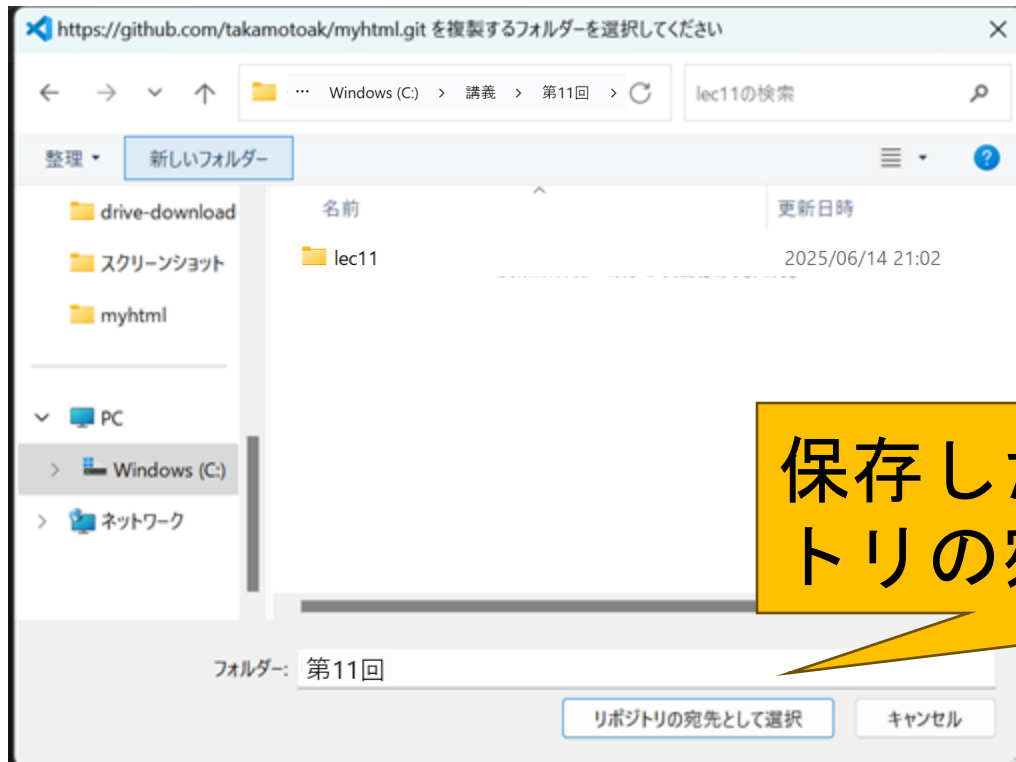 https://github.com/takamotoak/myhtml.git を複製するフォルダーを選択してください
… Windows (C:) › 講義 › 第11回 ›
lec11の検索
整理
新しいフォルダー
名前
更新日時
drive-download
スクリーンショット
myhtml
lec11
2025/06/14 21:02
PC
Windows (C:)
ネットワーク
保存し
トリの
フォルダー: 第11回
リポジトリの宛先として選択
キャンセル